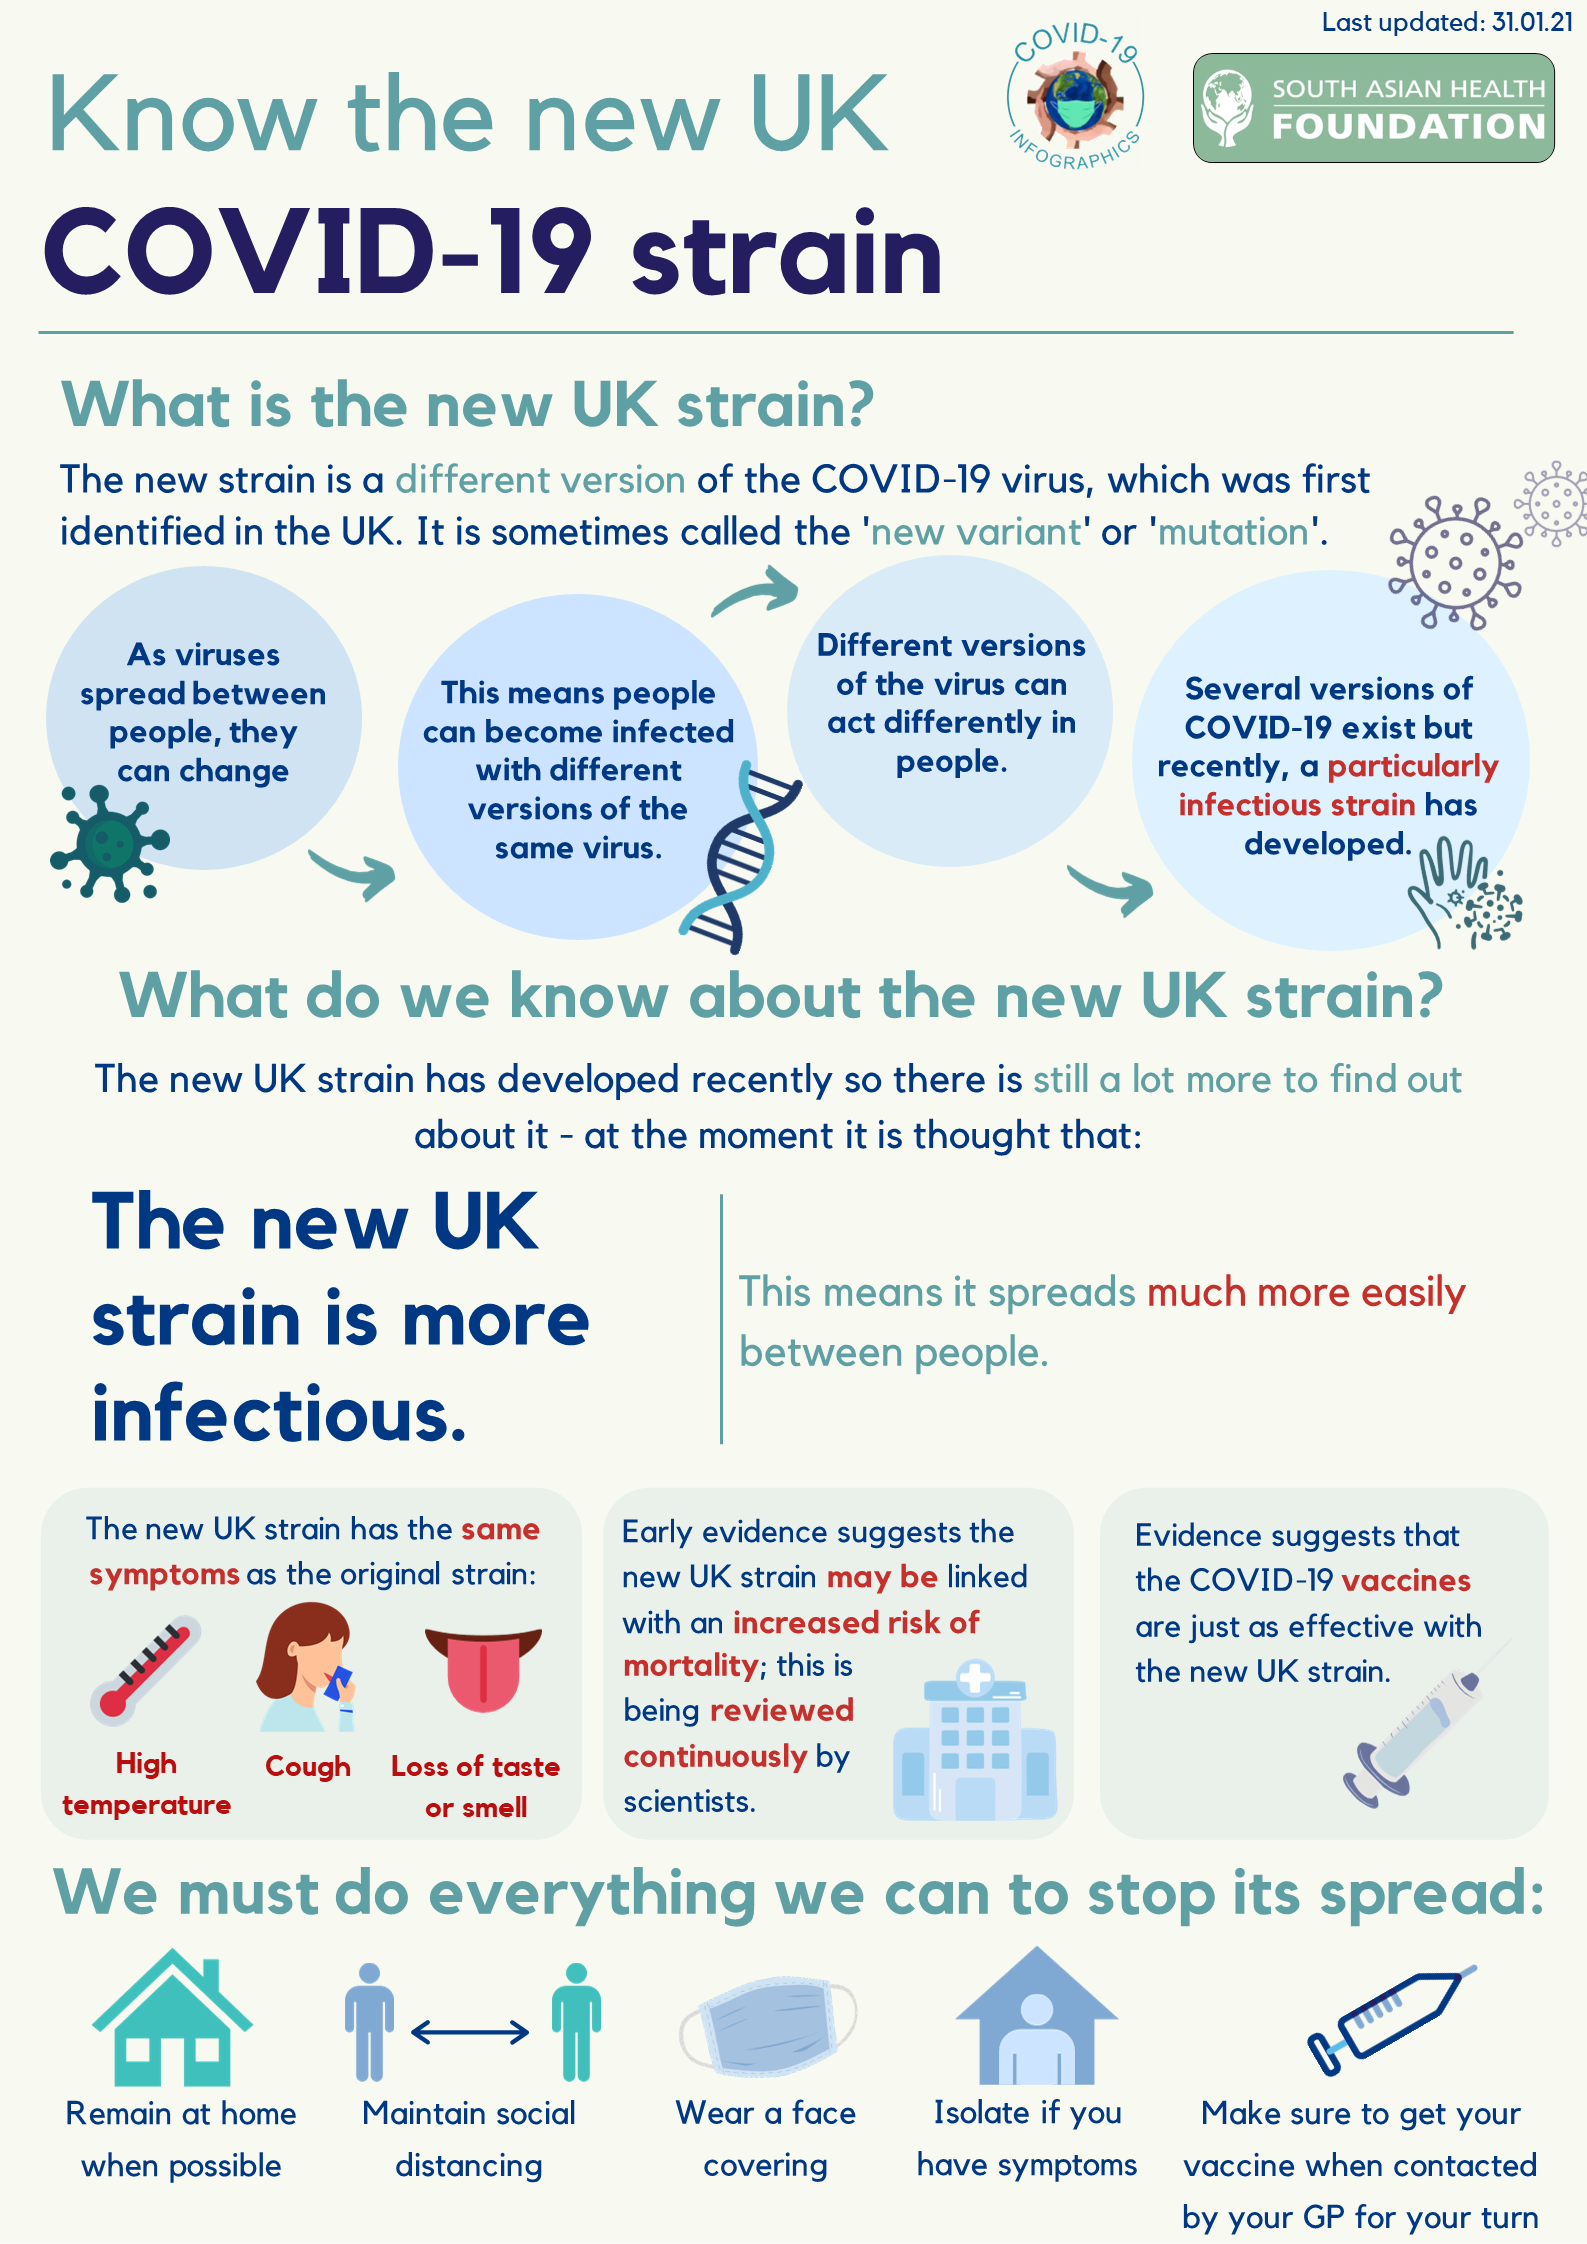 Last updated: 31.01.21
COVID-19
INFOGRAPHICS
SOUTH ASIAN HEALTH
FOUNDATION
Know the new UK
COVID-19 strain
What is the new UK strain?
The new strain is a different version of the COVID-19 virus, which was first
identified in the UK. It is sometimes called the 'new variant' or 'mutation'.
As viruses
spread between
people, they
can change
This means people
can become infected
with different
versions of the
same virus.
Different versions
of the virus can
act differently in
people.
Several versions of
COVID-19 exist but
recently, a particularly
infectious strain has
developed.
What do we know about the new UK strain?
The new UK strain has developed recently so there is still a lot more to find out
about it - at the moment it is thought that:
The new UK
strain is more
infectious.
This means it spreads much more easily
between people.
The new UK strain has the same
symptoms as the original strain:
High
temperature
Cough
Loss of taste
or smell
Early evidence suggests the
new UK strain may be linked
with an increased risk of
mortality; this is
being reviewed
continuously by
scientists.
Evidence suggests that
the COVID-19 vaccines
are just as effective with
the new UK strain.
We must do everything we can to stop its spread:
Remain at home
when possible
Maintain social
distancing
Wear a face
covering
Isolate if you
have symptoms
Make sure to get your
vaccine when contacted
by your GP for your turn